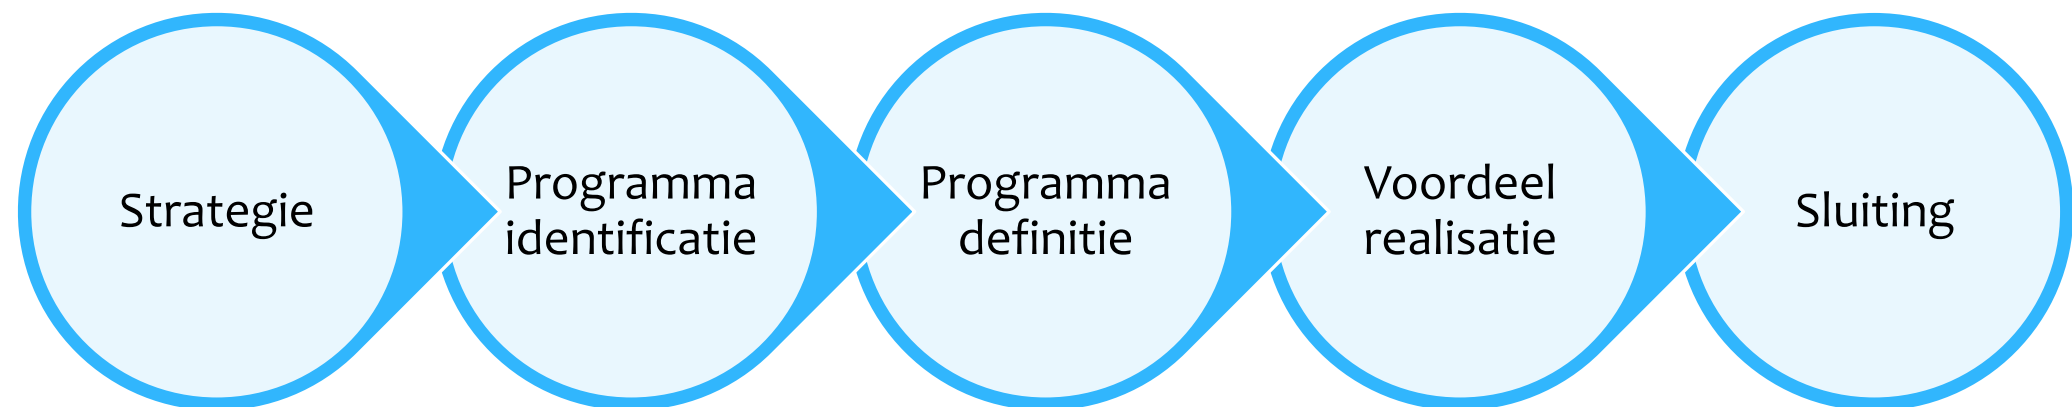 Strategie
Programma
identificatie
Programma
definitie
Voordeel
realisatie
Sluiting